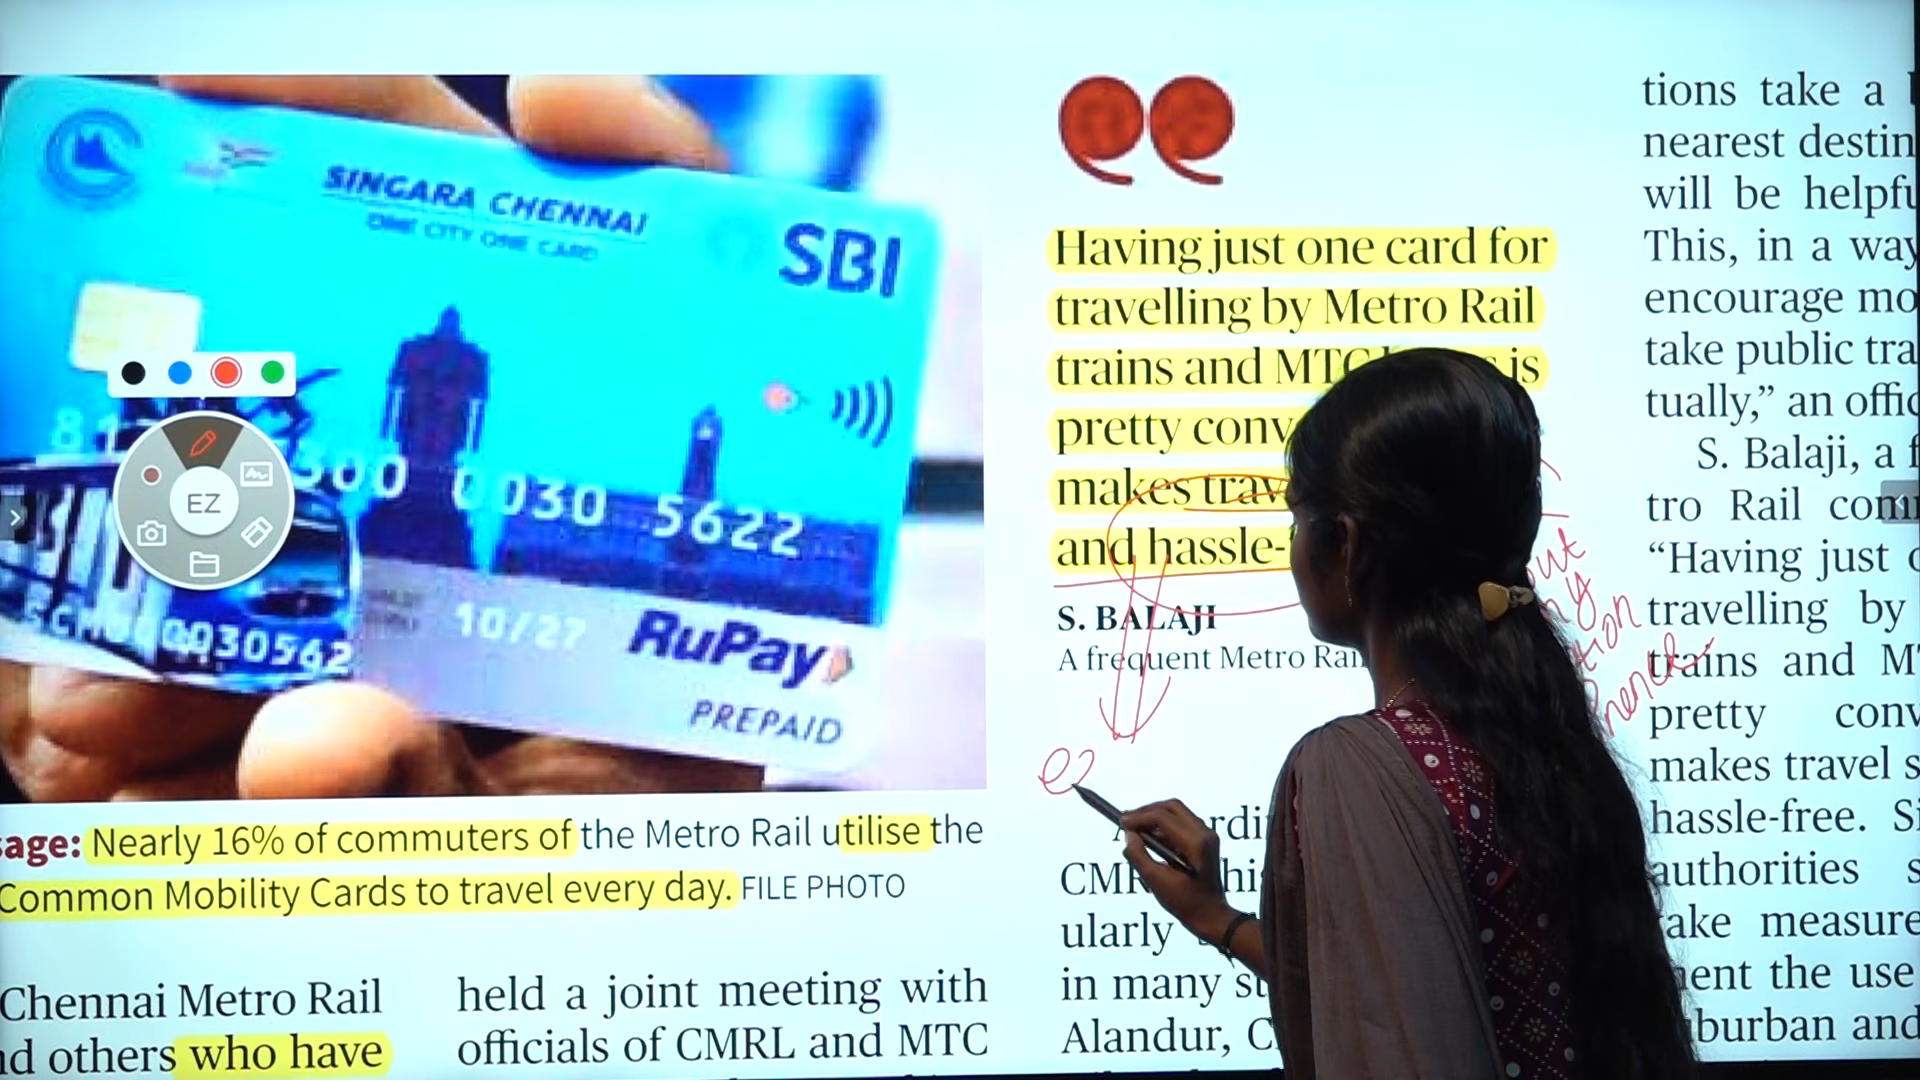 SINGARA CHENNAI
ONE CITY ONE CARD
SBI
0030 5622
10/27
RuPay
PREPAID
EZ
sage: Nearly 16% of commuters of the Metro Rail utilise the
Common Mobility Cards to travel every day. FILE PHOTO
Chennai Metro Rail
nd others who have
held a joint meeting with
officials of CMRL and MTC
Having just one card for
travelling by Metro Rail
trains and MTC is
pretty conv
makes trav
and hassle-
S. BALAJI
A frequent Metro Rai
CMR
ularly
in many
Alandur, C
out
tions take a
nearest destin
will be helpfu
This, in a way
encourage mo
take public tra
tually,” an offic
S. Balaji, a f
tro Rail com
“Having just
travelling by
trains and M
pretty conv
makes travel s
hassle-free. Si
authorities s
ake measure
ent the use
burban and